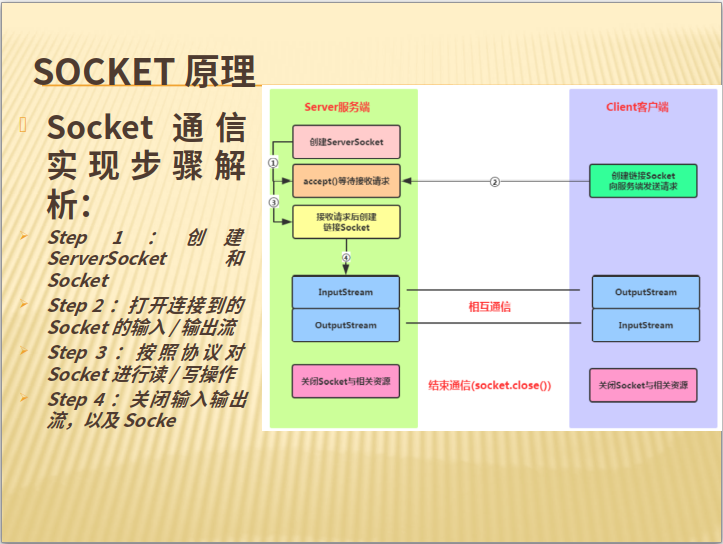 SOCKET 原理
Socket 通信
实现步骤解
析：
Step 1 ：创建
ServerSocket 和
Socket
Step 2 ：打开连接到的
Socket 的输入 / 输出流
Step 3 ：按照协议对
Socket 进行读 / 写操作
Step 4 ：关闭输入输出
流，以及 Socke
Server服务端
创建ServerSocket
①
accept()等待接收请求
③
接收请求后创建
链接Socket
④
InputStream
OutputStream
关闭Socket与相关资源
②
相互通信
结束通信(socket.close())
Client客户端
创建链接Socket
向服务端发送请求
OutputStream
InputStream
关闭Socket与相关资源